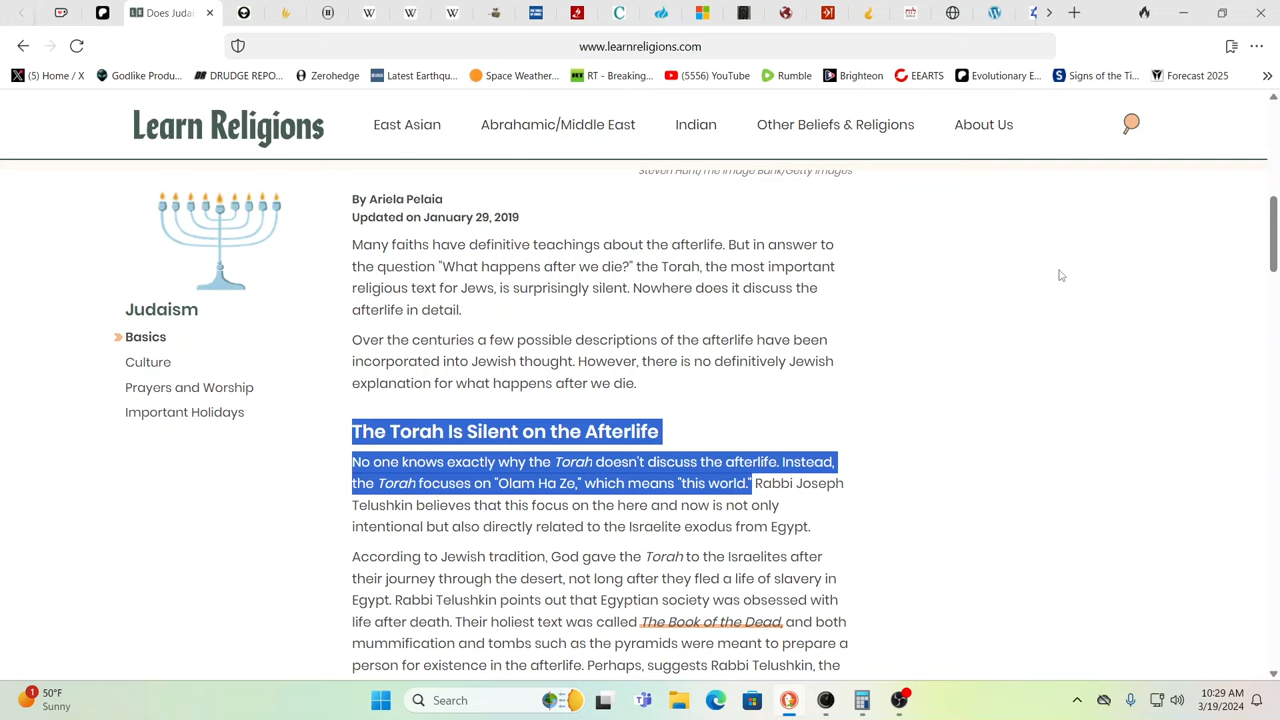 Does Judai
www.learnreligions.com
(5) Home / X
Godlike Produ...
DRUDGE REPO...
Zerohedge
Latest Earthqu...
Space Weather...
RT - Breaking...
(5556) YouTube
Rumble
Brighteon
EEARTS
Evolutionary E...
Signs of the Ti...
Forecast 2025
Learn Religions
East Asian
Abrahamic/Middle East
Indian
Other Beliefs & Religions
About Us
Steven Hunt/The Image Bank/Getty Images
By Ariela Pelaia
Updated on January 29, 2019
Many faiths have definitive teachings about the afterlife. But in answer to
the question "What happens after we die?" the Torah, the most important
religious text for Jews, is surprisingly silent. Nowhere does it discuss the
afterlife in detail.
Judaism
Basics
Culture
Prayers and Worship
Important Holidays
Over the centuries a few possible descriptions of the afterlife have been
incorporated into Jewish thought. However, there is no definitively Jewish
explanation for what happens after we die.
The Torah Is Silent on the Afterlife
No one knows exactly why the Torah doesn't discuss the afterlife. Instead,
the Torah focuses on "Olam Ha Ze," which means "this world." Rabbi Joseph
Telushkin believes that this focus on the here and now is not only
intentional but also directly related to the Israelite exodus from Egypt.
According to Jewish tradition, God gave the Torah to the Israelites after
their journey through the desert, not long after they fled a life of slavery in
Egypt. Rabbi Telushkin points out that Egyptian society was obsessed with
life after death. Their holiest text was called The Book of the Dead, and both
mummification and tombs such as the pyramids were meant to prepare a
person for existence in the afterlife. Perhaps, suggests Rabbi Telushkin, the
1
50°F
Sunny
Search
10:29 AM
3/19/2024